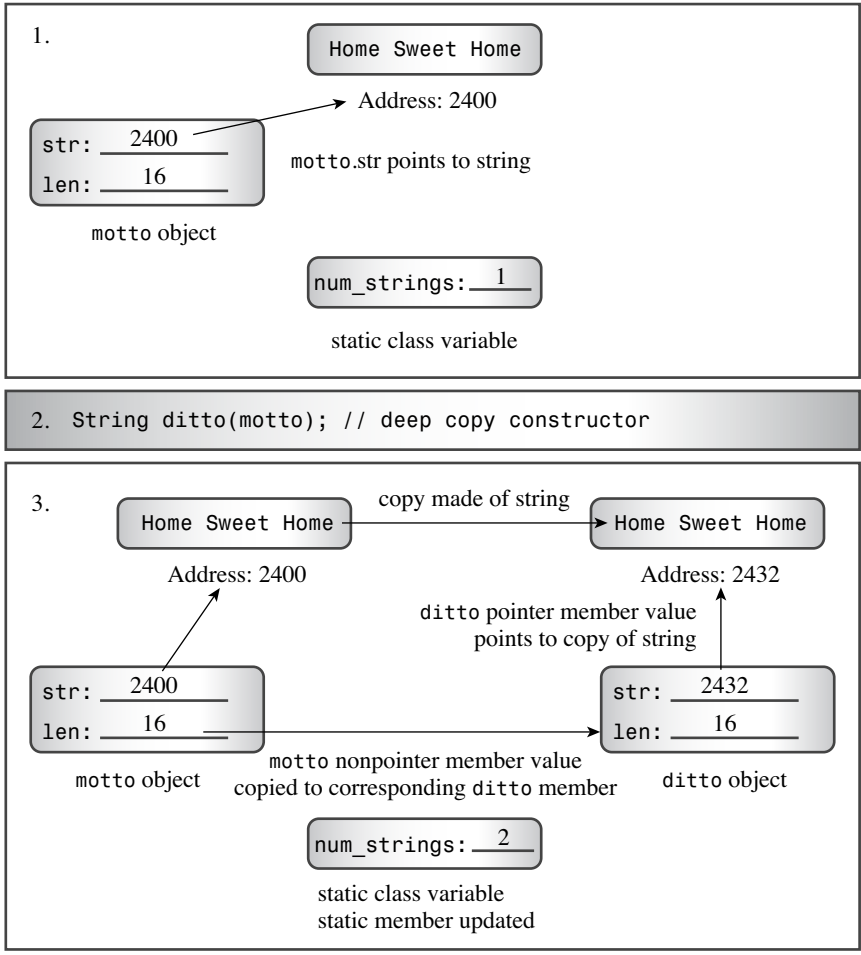 1.
Home Sweet Home
Address: 2400
str: 2400
len: 16
motto.str points to string
motto object
num_strings: 1
static class variable
2. String ditto(motto); // deep copy constructor
3.
copy made of string
Home Sweet Home
Home Sweet Home
Address: 2400
Address: 2432
ditto pointer member value
points to copy of string
str: 2400
len: 16
str: 2432
len: 16
motto object
motto nonpointer member value
copied to corresponding ditto member
ditto object
num_strings: 2
static class variable
static member updated